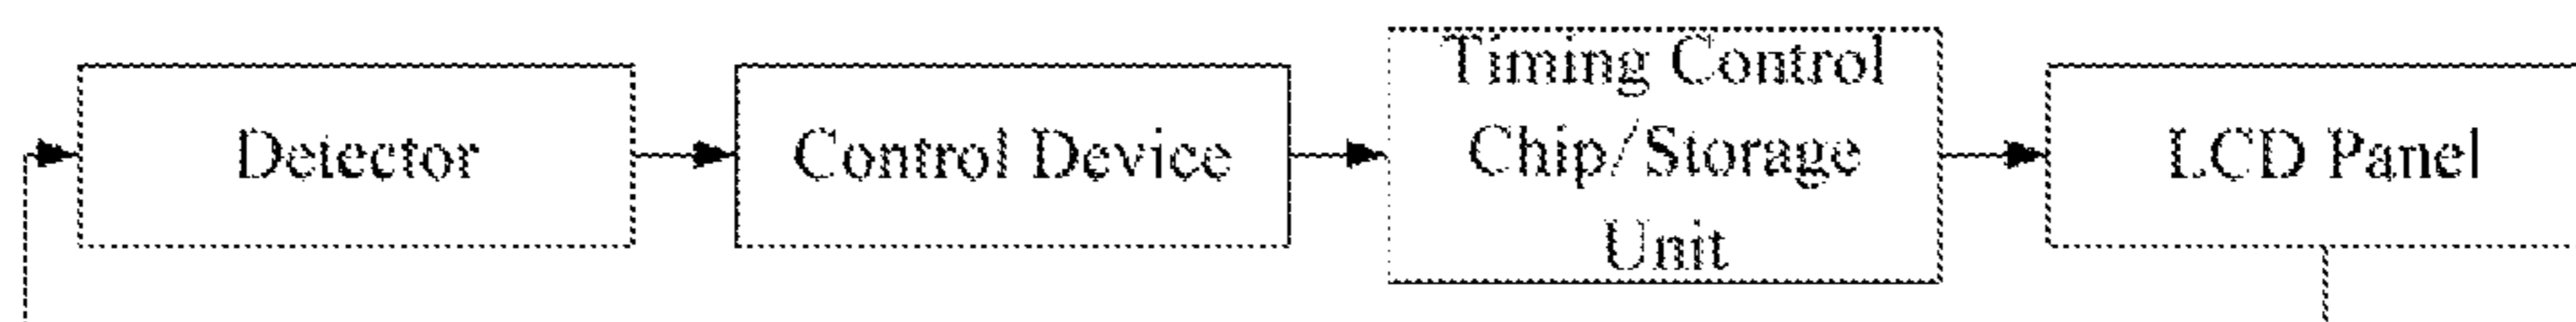 Detector
Control Device
Timing Control
Chip/Storage
Unit
LCD Panel